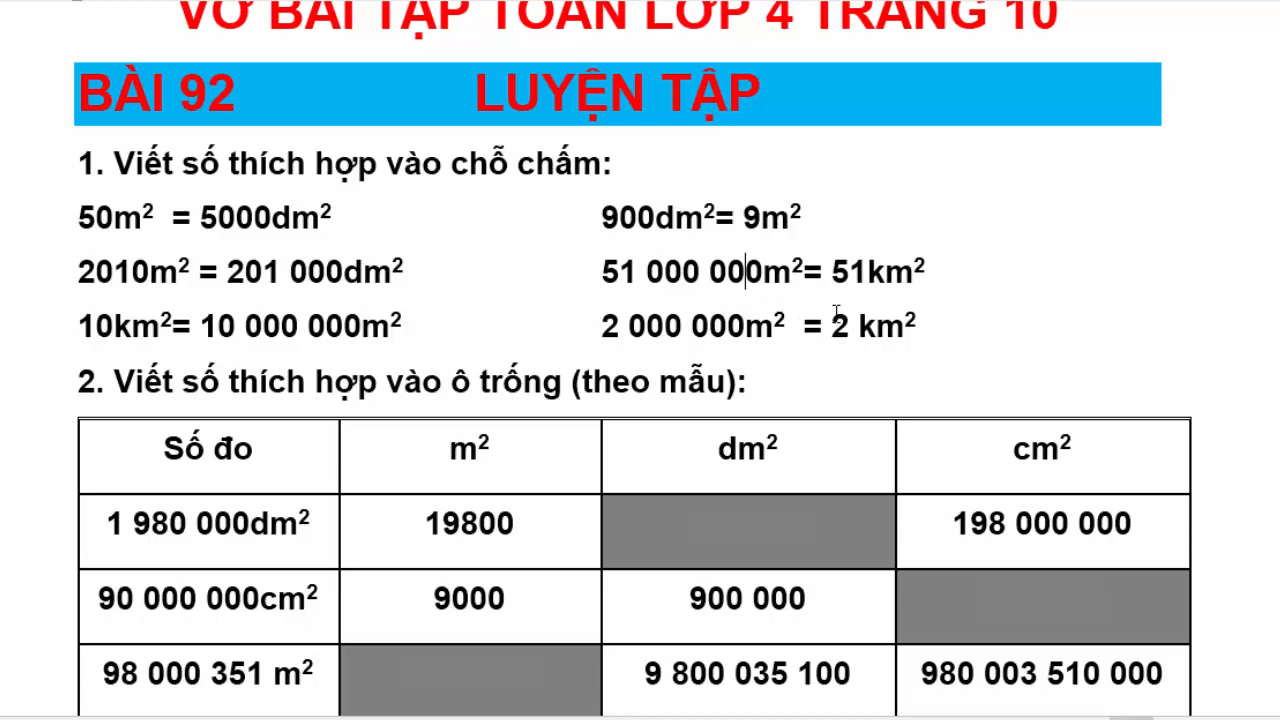 VỞ BÀI TẬP TOÁN LỚP 4 TRANG 10
BÀI 92 LUYỆN TẬP
1. Viết số thích hợp vào chỗ chấm:
50m² = 5000dm² 900dm²= 9m²
2010m² = 201 000dm² 51 000 000m²= 51km²
10km²= 10 000 000m² 2 000 000m² = 2 km²
2. Viết số thích hợp vào ô trống (theo mẫu):
Số đo m² dm² cm²
1 980 000dm² 19800 198 000 000
90 000 000cm² 9000 900 000
98 000 351 m² 9 800 035 100 980 003 510 000